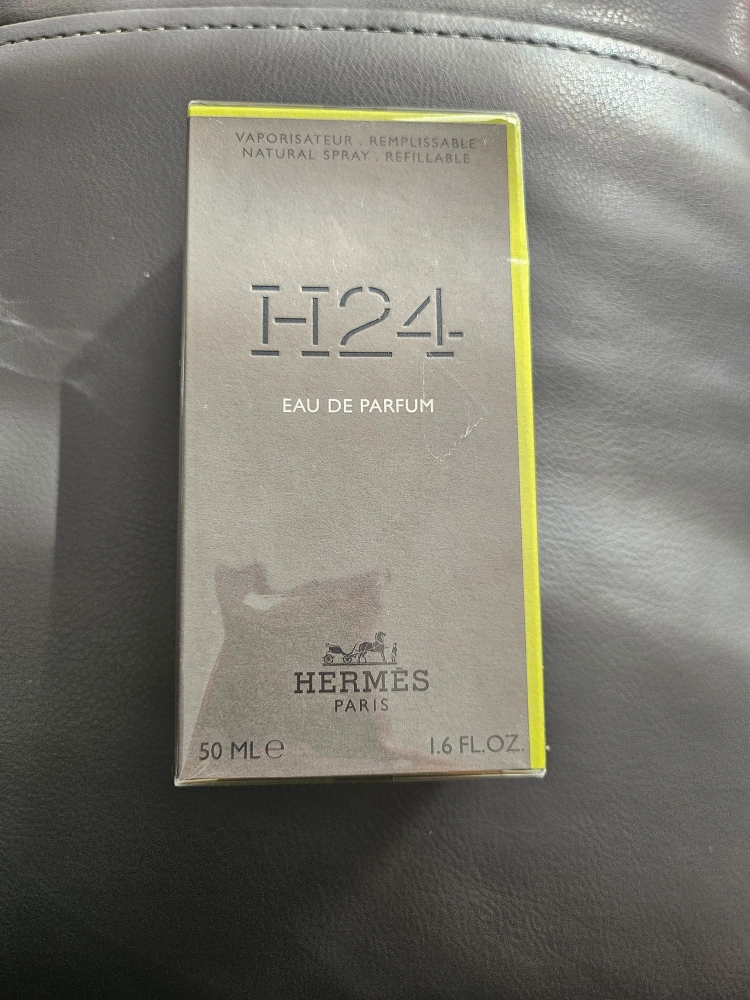 VAPORISATEUR . REMPLISSABLE
NATURAL SPRAY . REFILLABLE
H24
EAU DE PARFUM
HERMÈS
PARIS
50 ML e 1.6 FL.OZ.